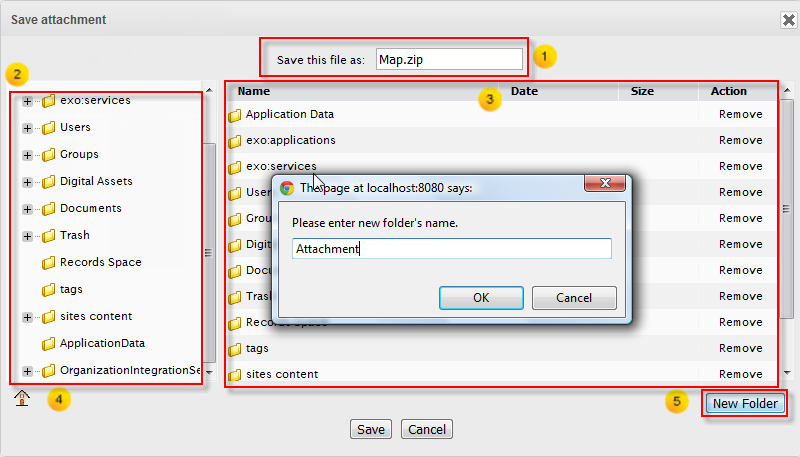 Save attachment
Save this file as: Map.zip 1
2
exo:services
Users
Groups
Digital Assets
Documents
Trash
Records Space
tags
sites content
ApplicationData
OrganizationIntegrationSe
4
Name Date Size Action
3
Application Data Remove
exo:applications Remove
exo:services Remove
User Remove
Grou Remove
Digit Remove
Docu Remove
Trash Remove
Records Space Remove
tags Remove
sites content Remove
The page at localhost:8080 says:
Please enter new folder's name.
Attachment
OK Cancel
5 New Folder
Save Cancel